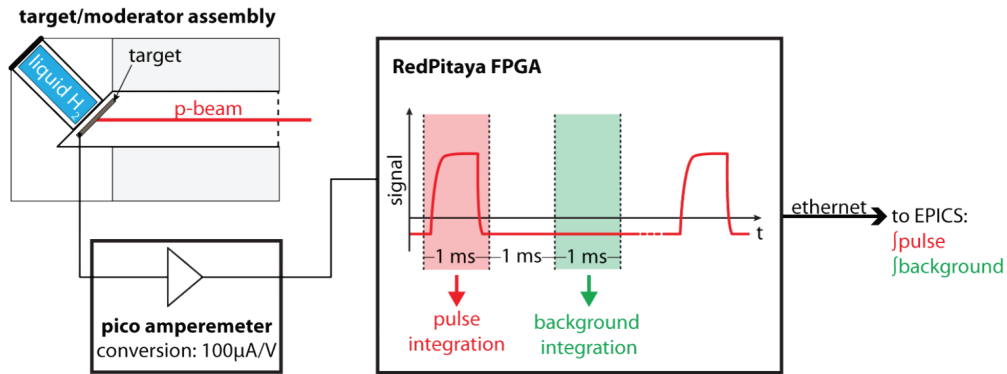 target/moderator assembly
target
liquid H2
p-beam
pico amperemeter
conversion: 100µA/V
RedPitaya FPGA
signal
t
1 ms
1 ms
1 ms
pulse
integration
background
integration
ethernet
to EPICS:
∫pulse
∫background